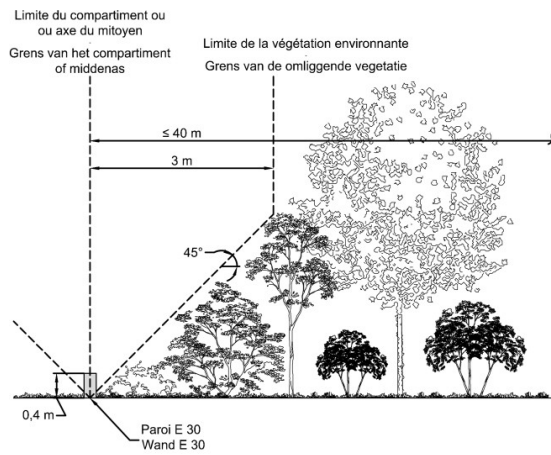 Limite du compartiment ou
ou axe du mitoyen
Grens van het compartiment
of middenas
Limite de la végétation environnante
Grens van de omliggende vegetatie
≤ 40 m
3 m
45°
0,4 m
Paroi E 30
Wand E 30